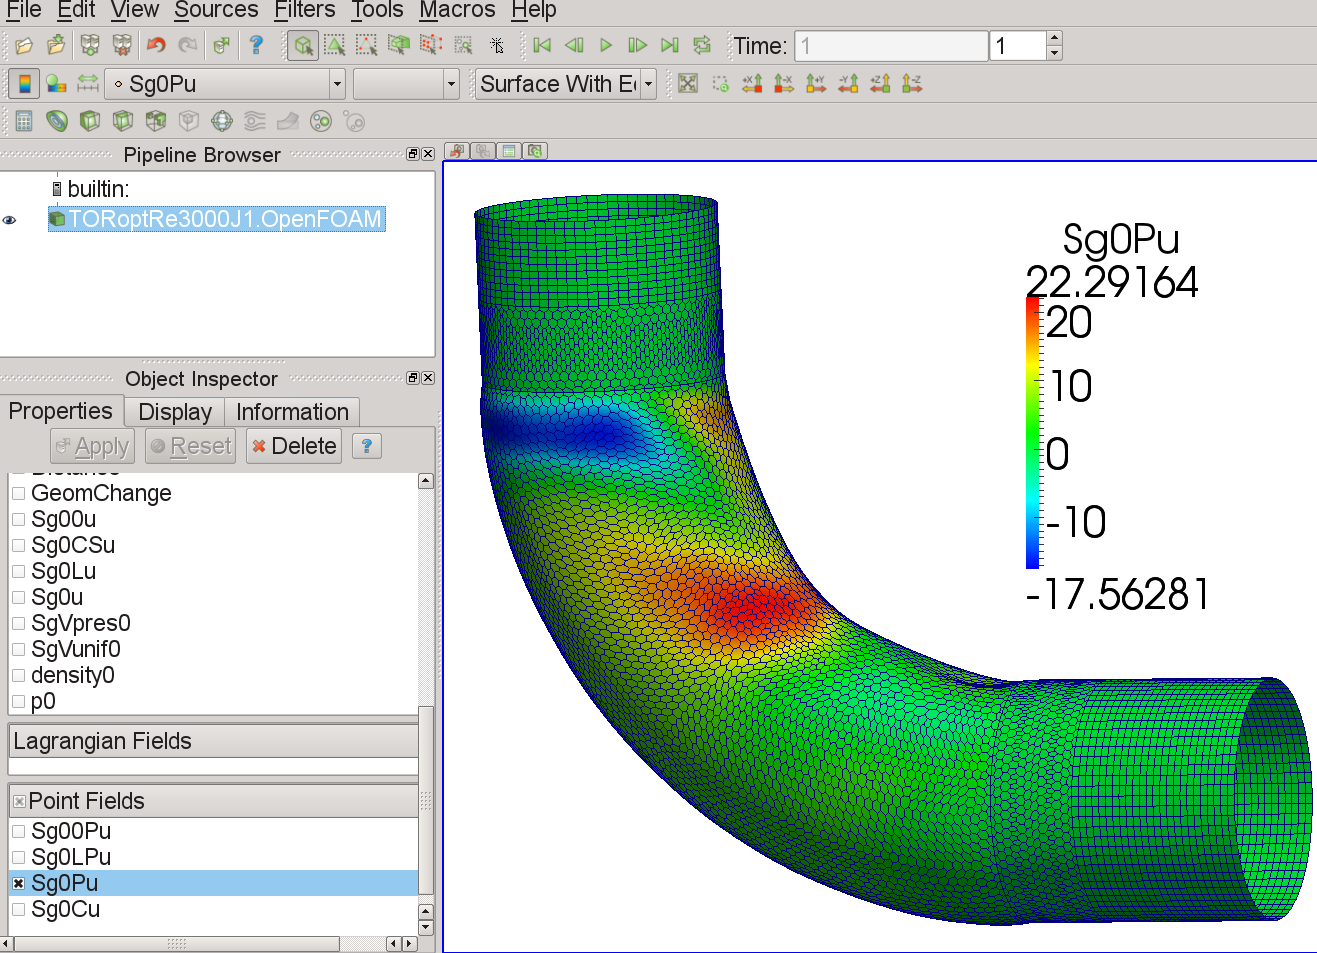 File Edit View Sources Filters Tools Macros Help
Time: 1 1
Sg0Pu Surface With E
Pipeline Browser
builtin:
TORoptRe3000J1.OpenFOAM
Object Inspector
Properties Display Information
Apply Reset Delete ?
Distance
GeomChange
Sg00u
Sg0CSu
Sg0Lu
Sg0u
SgVpres0
SgVunif0
density0
p0
Lagrangian Fields
Point Fields
Sg00Pu
Sg0LPu
Sg0Pu
Sg0Cu
Sg0Pu
22.29164
20
10
0
-10
-17.56281